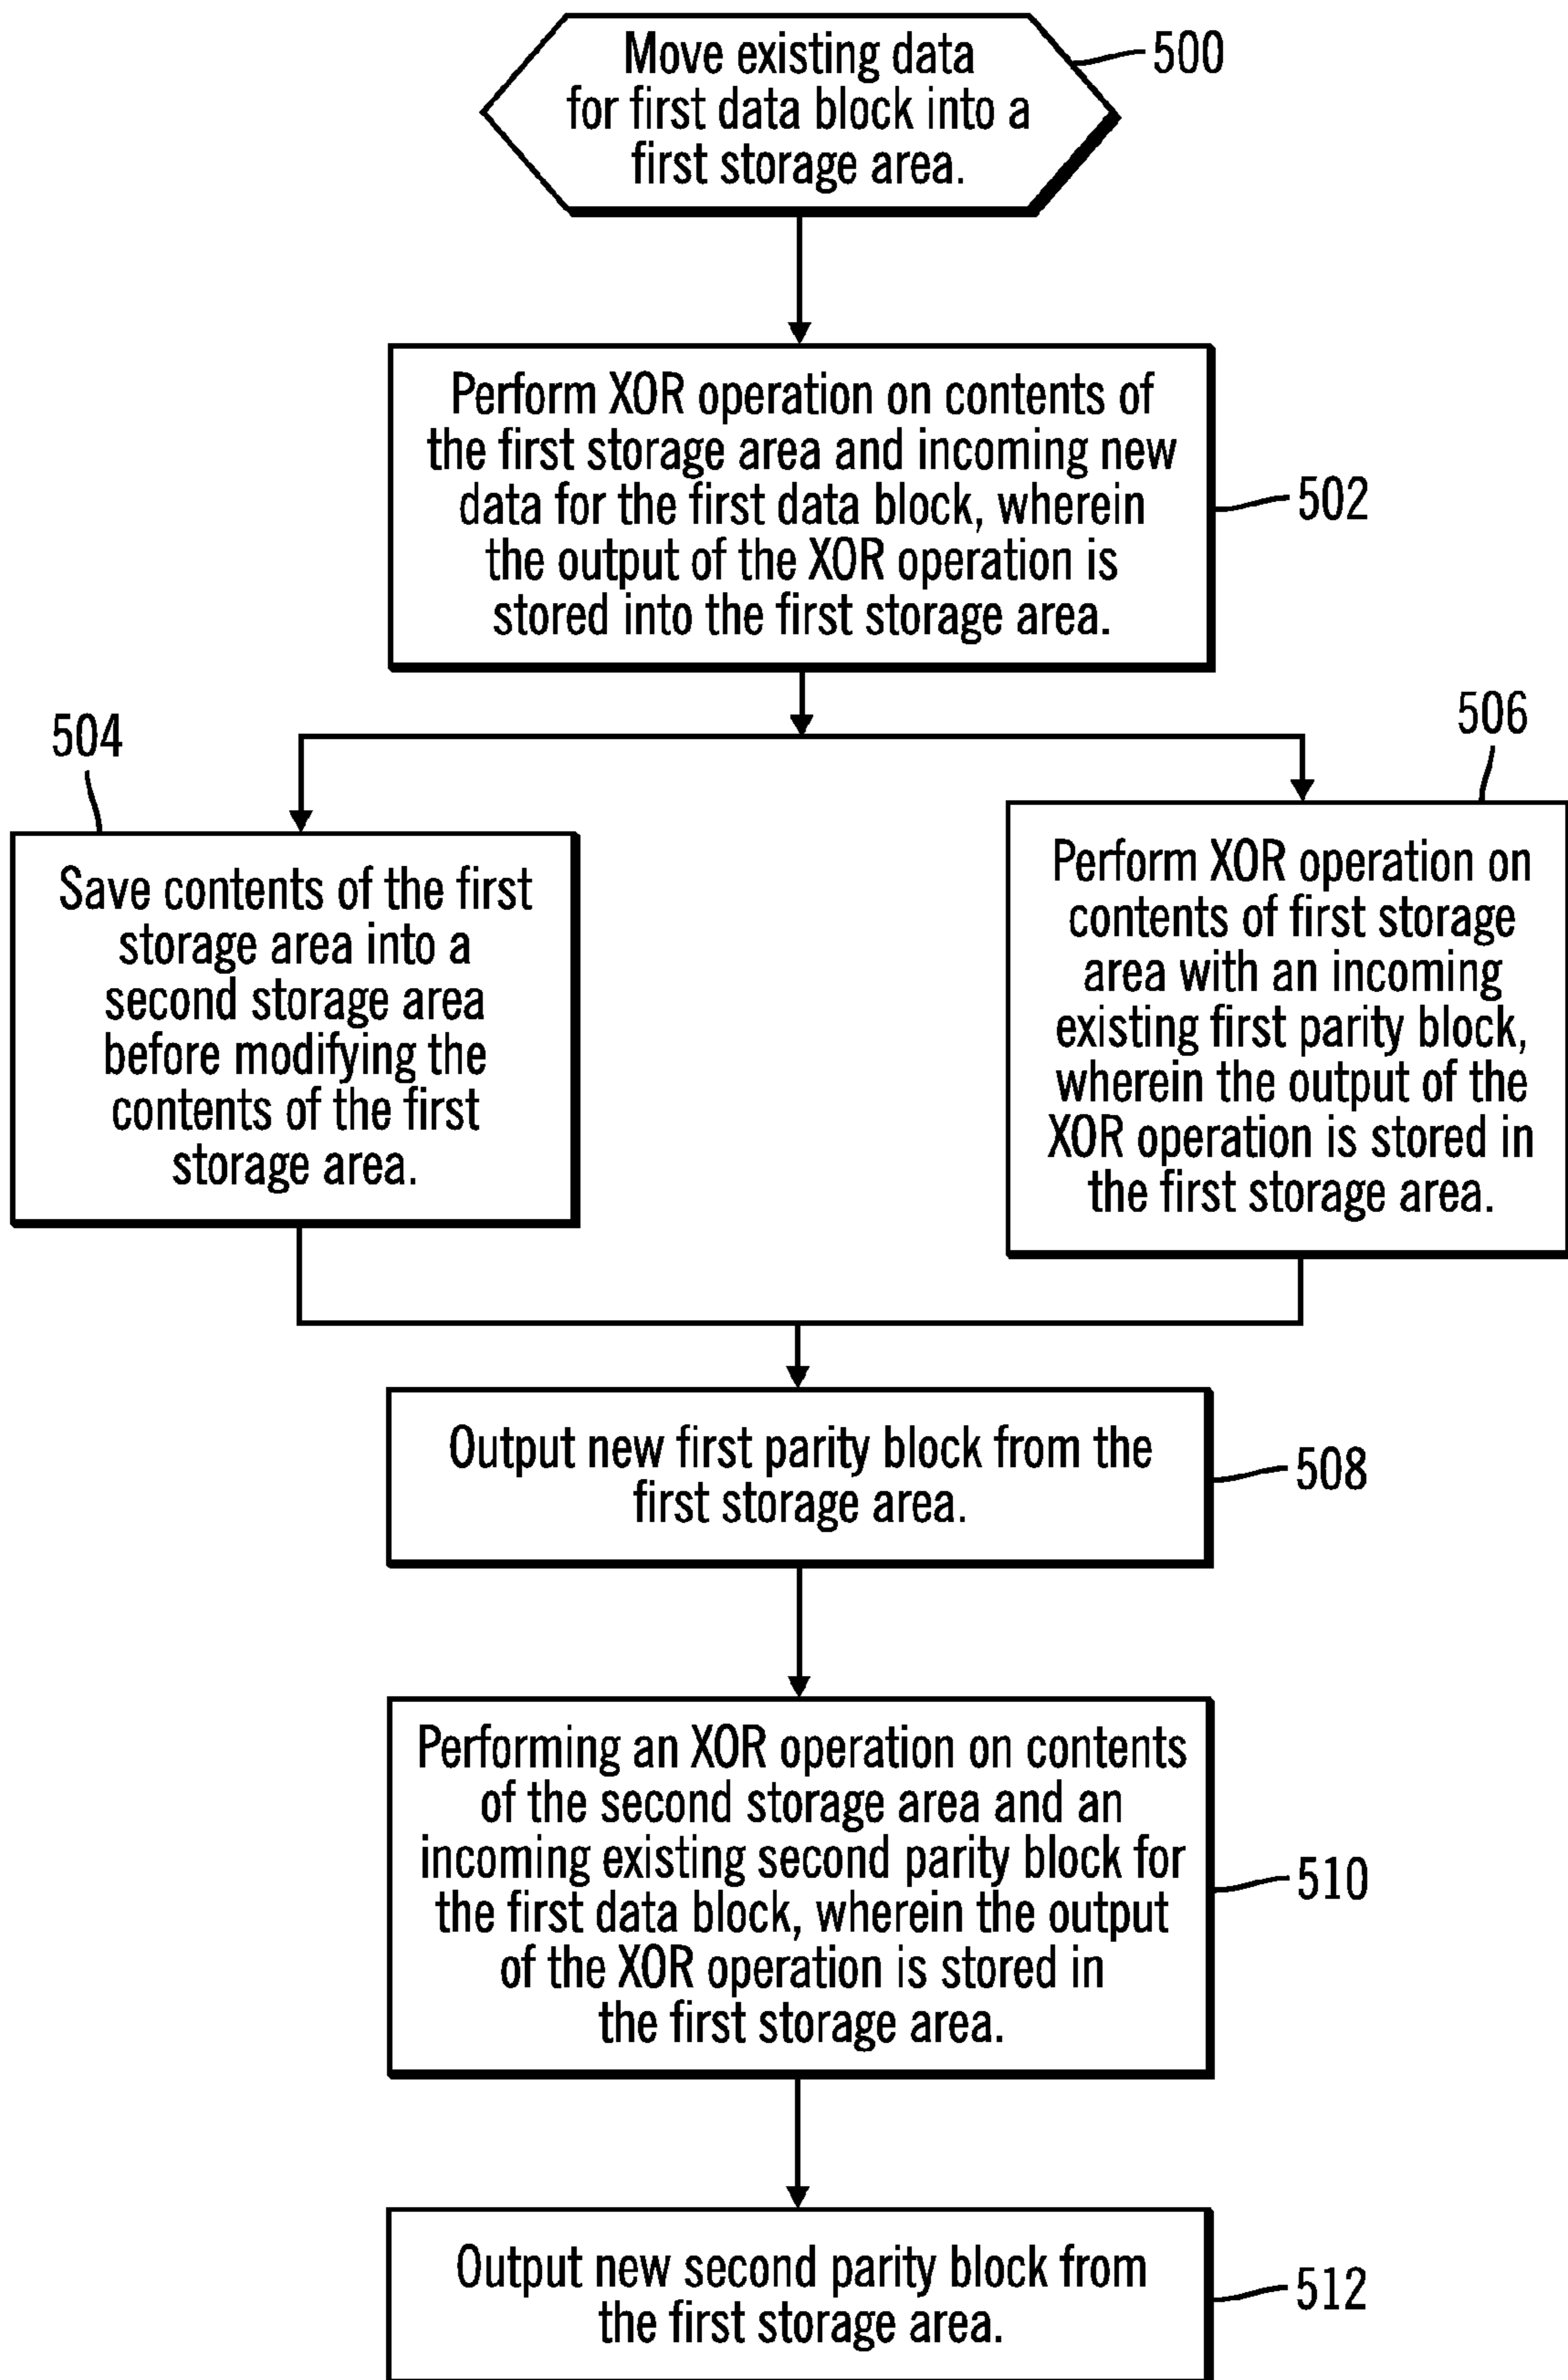 Move existing data
for first data block into a
first storage area.
500
Perform XOR operation on contents of
the first storage area and incoming new
data for the first data block, wherein
the output of the XOR operation is
stored into the first storage area.
502
504
Save contents of the first
storage area into a
second storage area
before modifying the
contents of the first
storage area.
506
Perform XOR operation on
contents of first storage
area with an incoming
existing first parity block,
wherein the output of the
XOR operation is stored in
the first storage area.
Output new first parity block from the
first storage area.
508
Performing an XOR operation on contents
of the second storage area and an
incoming existing second parity block for
the first data block, wherein the output
of the XOR operation is stored in
the first storage area.
510
Output new second parity block from
the first storage area.
512